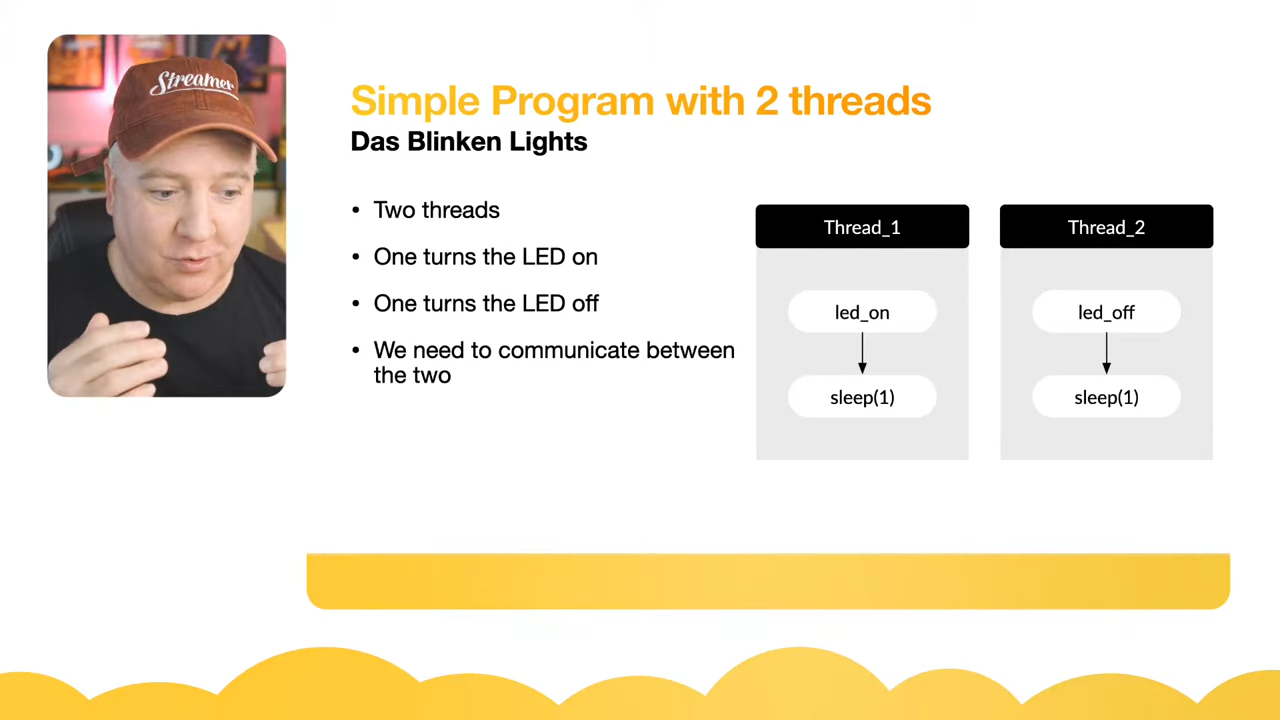 Streamer
Simple Program with 2 threads
Das Blinken Lights
• Two threads
• One turns the LED on
• One turns the LED off
• We need to communicate between
the two
Thread_1
led_on
sleep(1)
Thread_2
led_off
sleep(1)